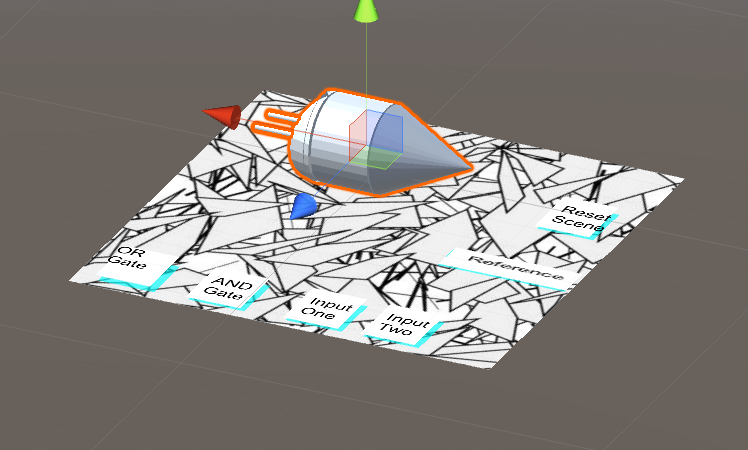 Reset
Scene
Reference
OR
Gate
AND
Gate
Input
One
Input
Two